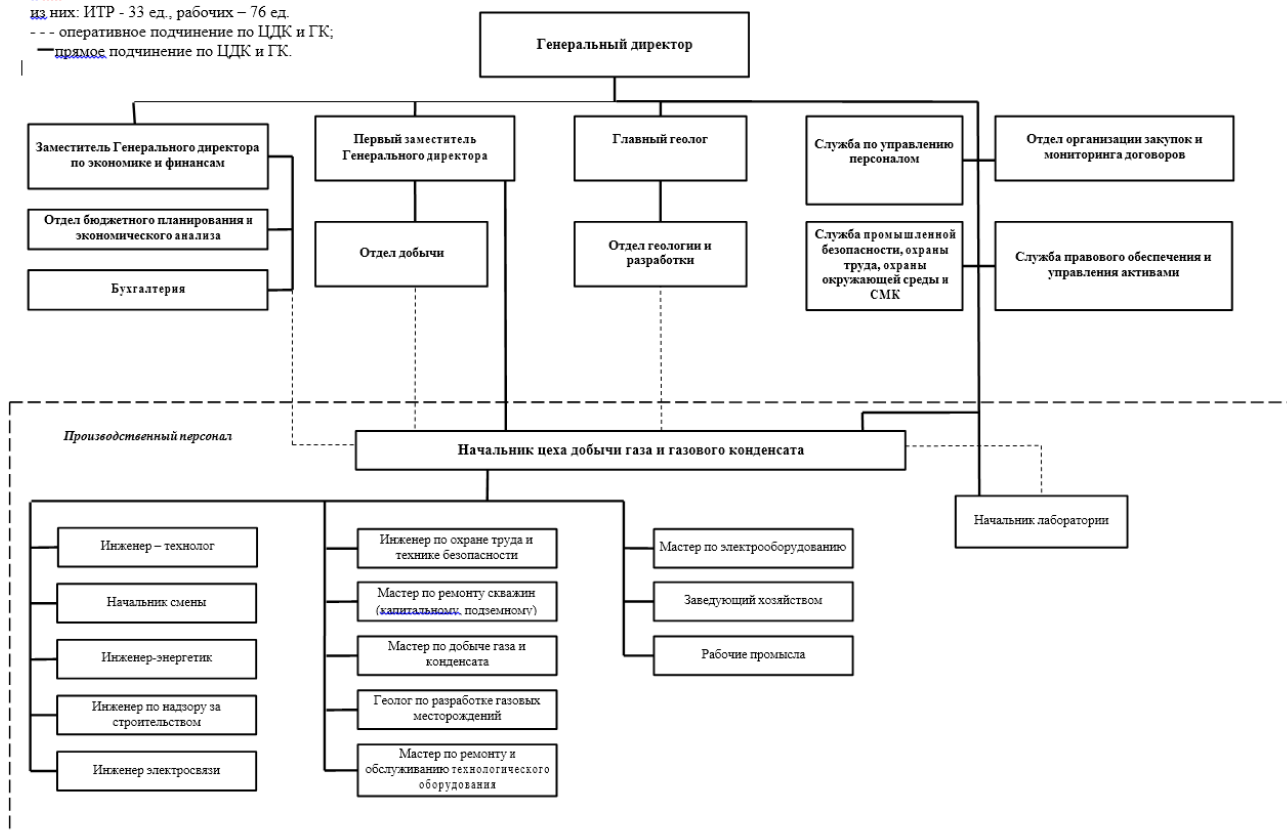 из них: ИТР - 33 ед., рабочих – 76 ед.
- - - оперативное подчинение по ЦДК и ГК;
прямое подчинение по ЦДК и ГК.
Генеральный директор
Заместитель Генерального директора
по экономике и финансам
Отдел бюджетного планирования и
экономического анализа
Бухгалтерия
Первый заместитель
Генерального директора
Отдел добычи
Главный геолог
Отдел геологии и
разработки
Служба по управлению
персоналом
Отдел организации закупок и
мониторинга договоров
Служба промышленной
безопасности, охраны
труда, охраны
окружающей среды и
СМК
Служба правового обеспечения и
управления активами
Производственный персонал
Начальник цеха добычи газа и газового конденсата
Начальник лаборатории
Инженер – технолог
Начальник смены
Инженер-энергетик
Инженер по надзору за
строительством
Инженер электросвязи
Инженер по охране труда и
технике безопасности
Мастер по ремонту скважин
(капитальному, подземному)
Мастер по добыче газа и
конденсата
Геолог по разработке газовых
месторождений
Мастер по ремонту и
обслуживанию технологического
оборудования
Мастер по электрооборудованию
Заведующий хозяйством
Рабочие промысла